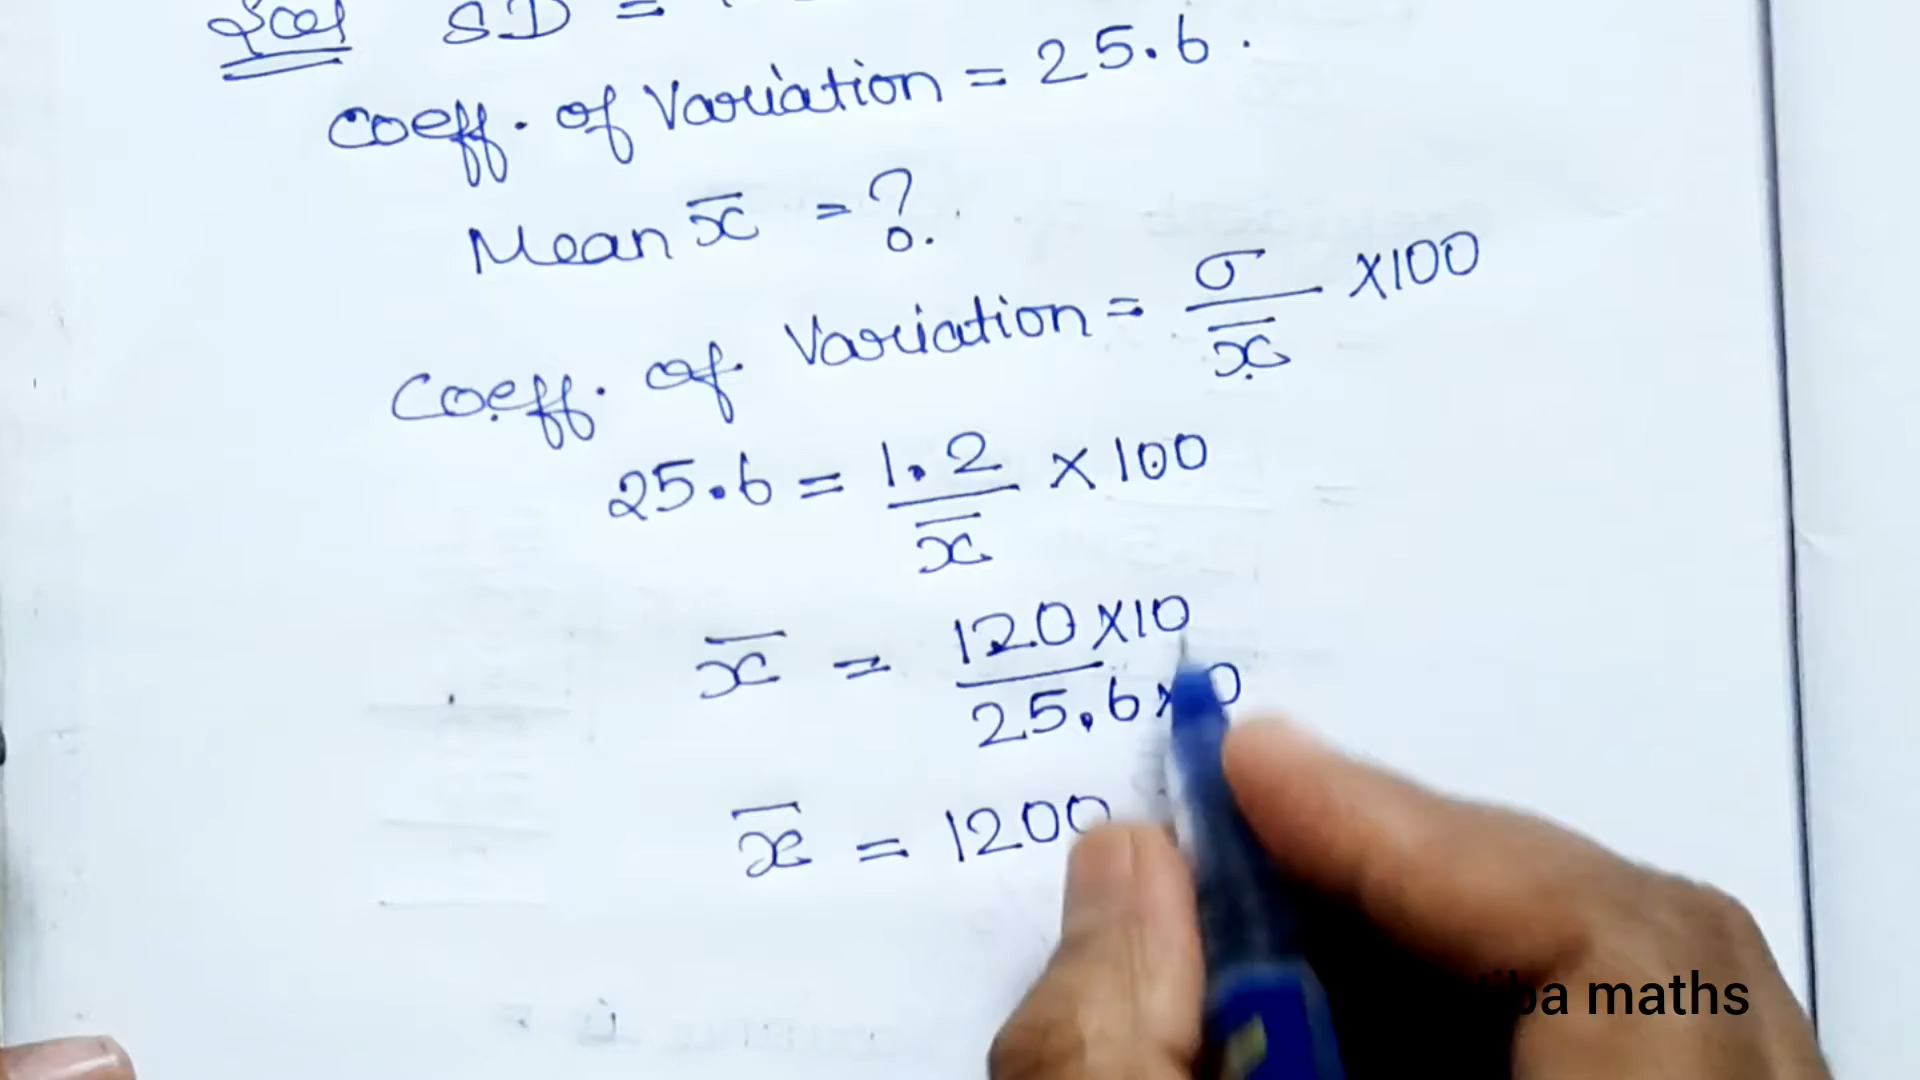 SD =
Coeff. of Variation = 25.6.
Mean x̄ = ?
Coeff. of Variation = σ/x̄ ×100
25.6 = 1.2/x̄ × 100
x̄ = 120×10/25.6×10
x̄ = 1200
ba maths